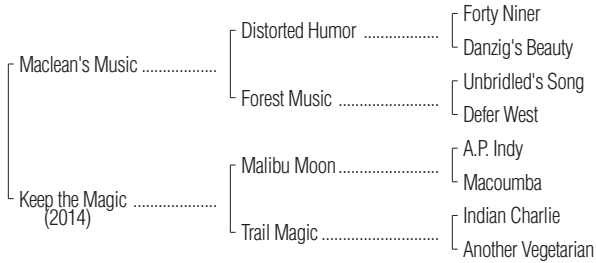 Forty Niner
Distorted Humor ..................
Danzig's Beauty
Maclean's Music ..................
Unbridled's Song
Forest Music ........................
Defer West
A.P. Indy
Malibu Moon ........................
Macoumba
Keep the Magic ....................
(2014)
Indian Charlie
Trail Magic ............................
Another Vegetarian